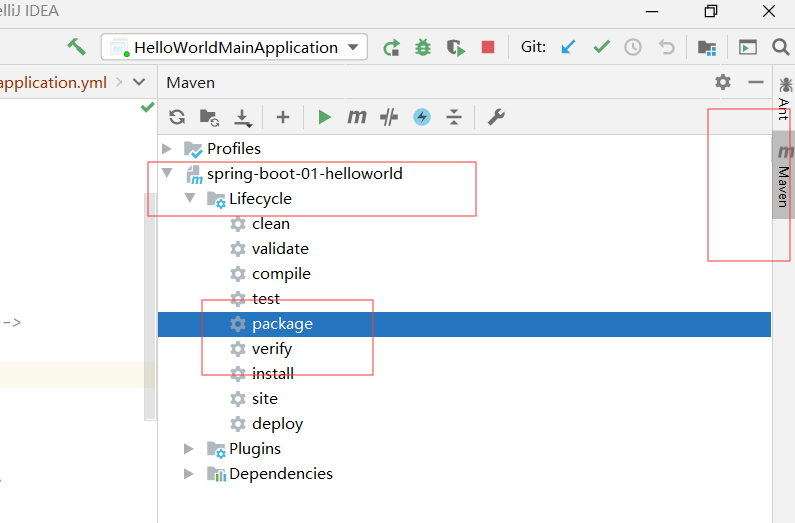 elliJ IDEA
HelloWorldMainApplication
Git:
application.yml
Maven
Ant
Maven
Profiles
spring-boot-01-helloworld
Lifecycle
clean
validate
compile
test
-->
package
verify
install
site
deploy
Plugins
Dependencies